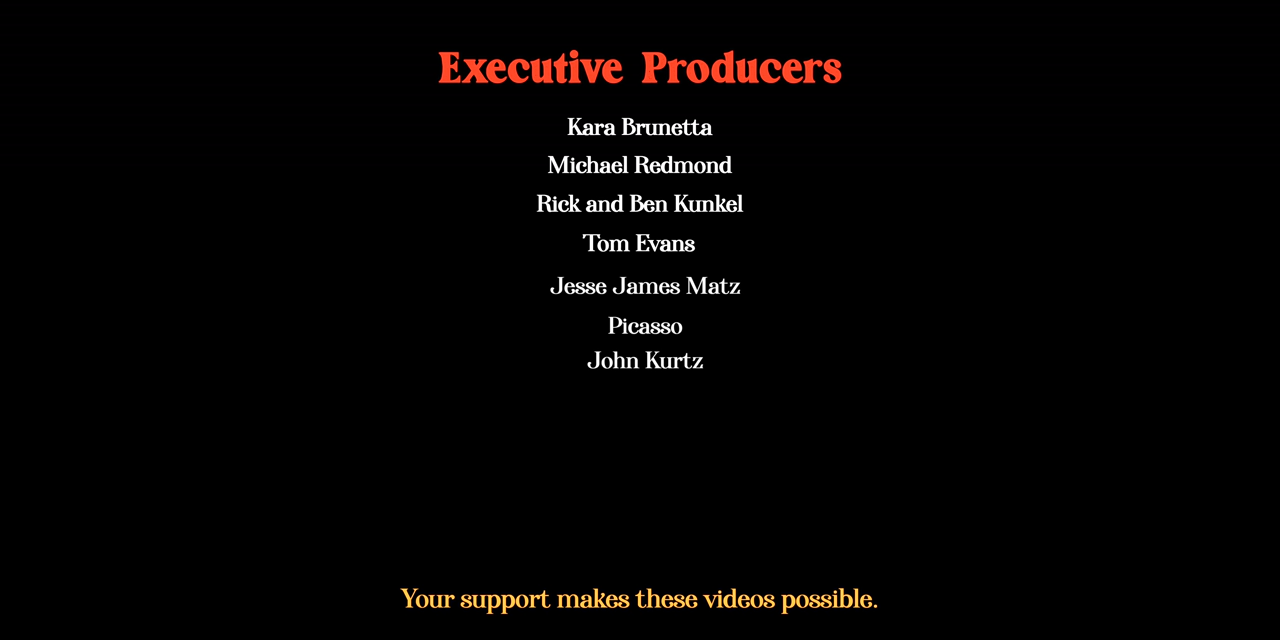 Executive Producers
Kara Brunetta
Michael Redmond
Rick and Ben Kunkel
Tom Evans
Jesse James Matz
Picasso
John Kurtz
Your support makes these videos possible.